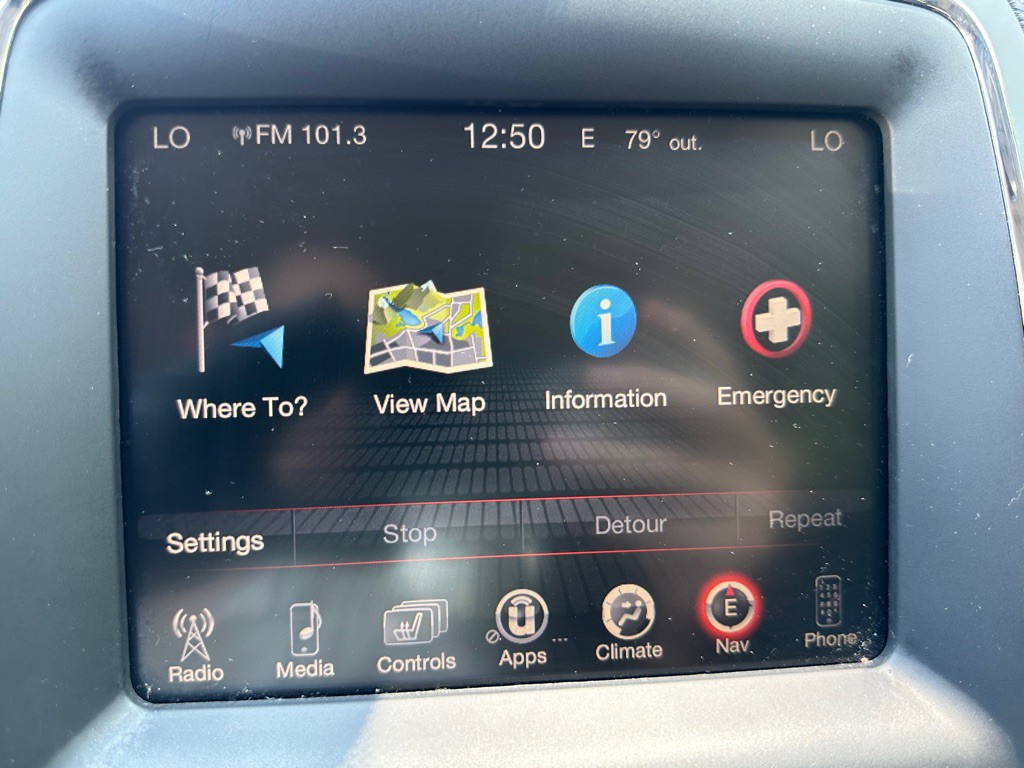 LO FM 101.3 12:50 E 79° out. LO
Where To? View Map Information Emergency
Settings Stop Detour Repeat
E
Radio Media Controls Apps ... Climate Nav Phone